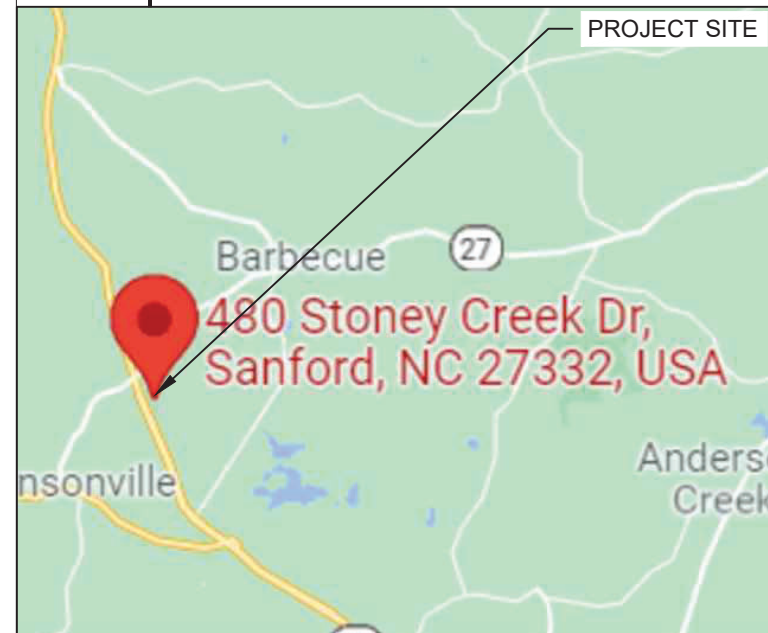 PROJECT SITE
Barbecue
27
480 Stoney Creek Dr,
Sanford, NC 27332, USA
nsonville
Anders
Creek